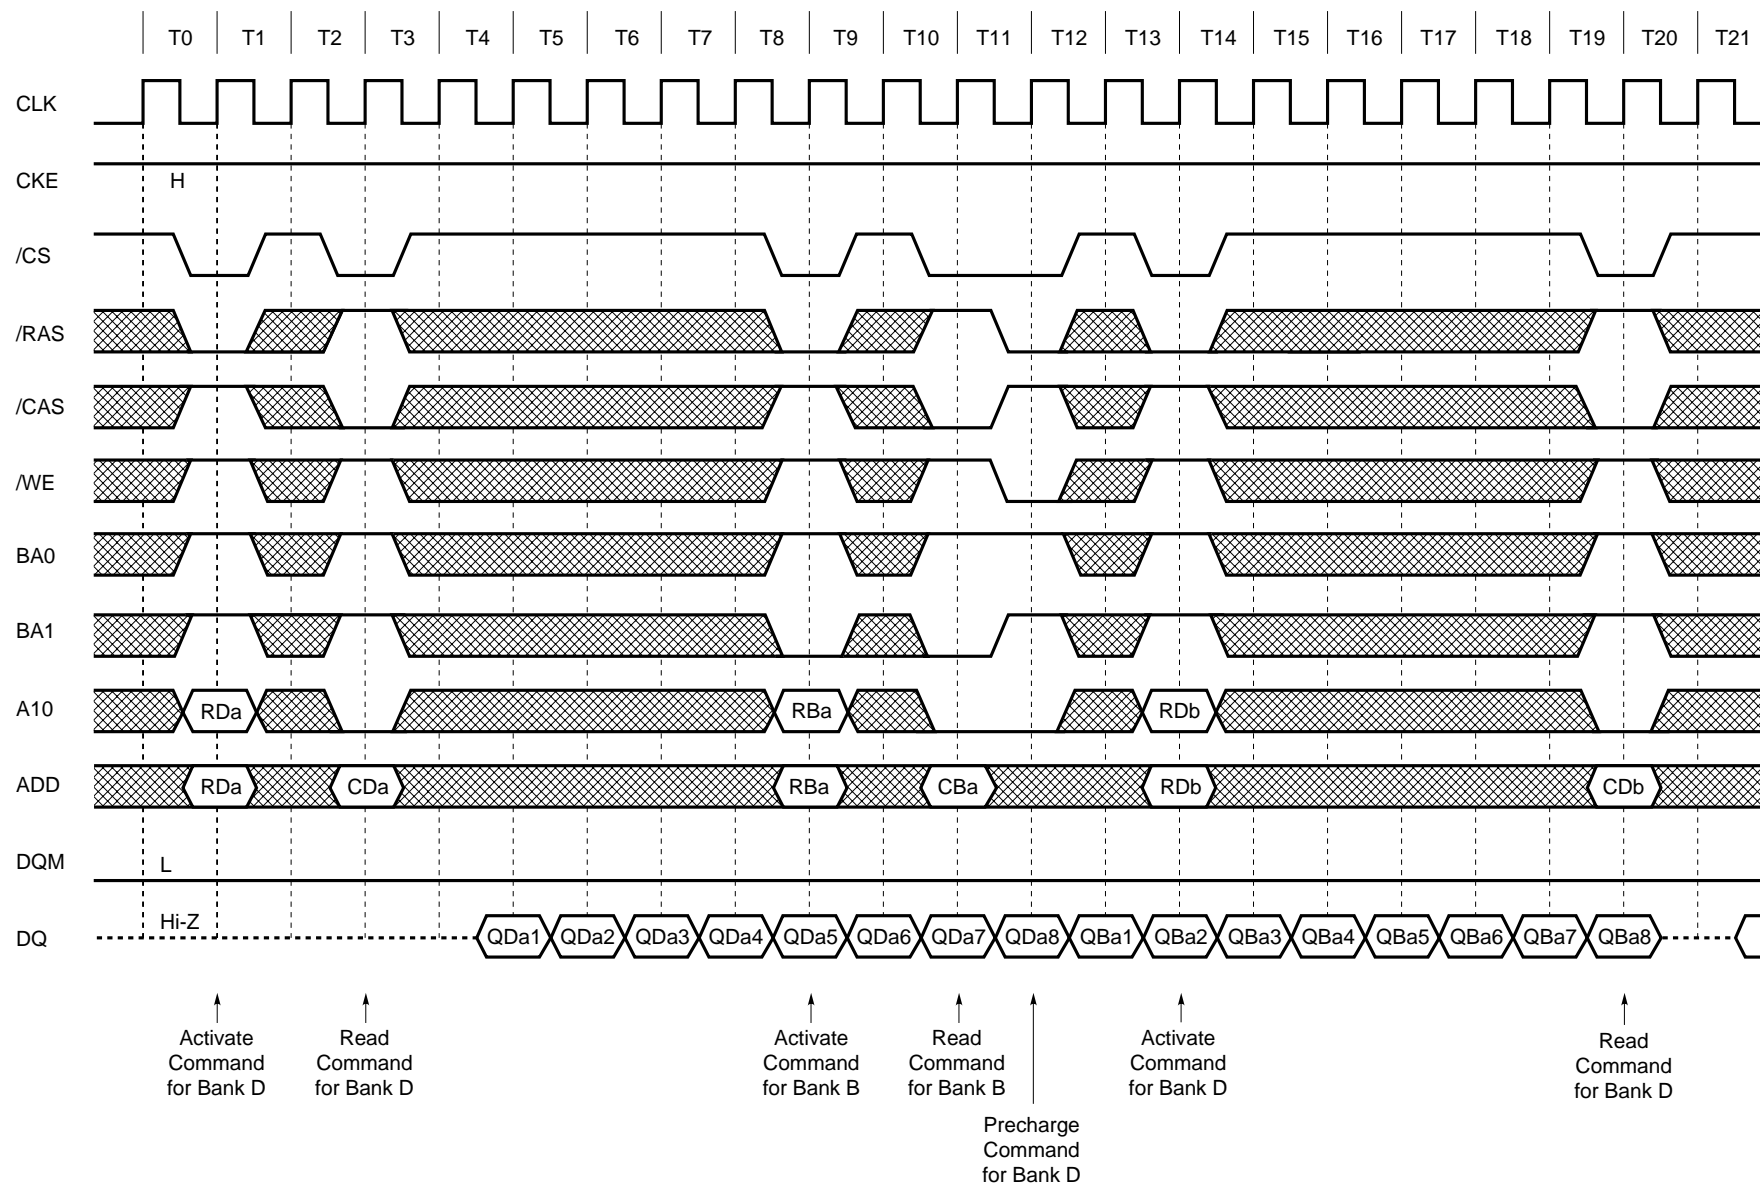 T0 T1 T2 T3 T4 T5 T6 T7 T8 T9 T10 T11 T12 T13 T14 T15 T16 T17 T18 T19 T20 T21
CLK
CKE H
/CS
/RAS
/CAS
/WE
BA0
BA1
A10 RDa RBa RDb
ADD RDa CDa RBa CBa RDb CDb
DQM L
DQ Hi-Z QDa1 QDa2 QDa3 QDa4 QDa5 QDa6 QDa7 QDa8 QBa1 QBa2 QBa3 QBa4 QBa5 QBa6 QBa7 QBa8
Activate
Command
for Bank D
Read
Command
for Bank D
Activate
Command
for Bank B
Read
Command
for Bank B
Precharge
Command
for Bank D
Activate
Command
for Bank D
Read
Command
for Bank D